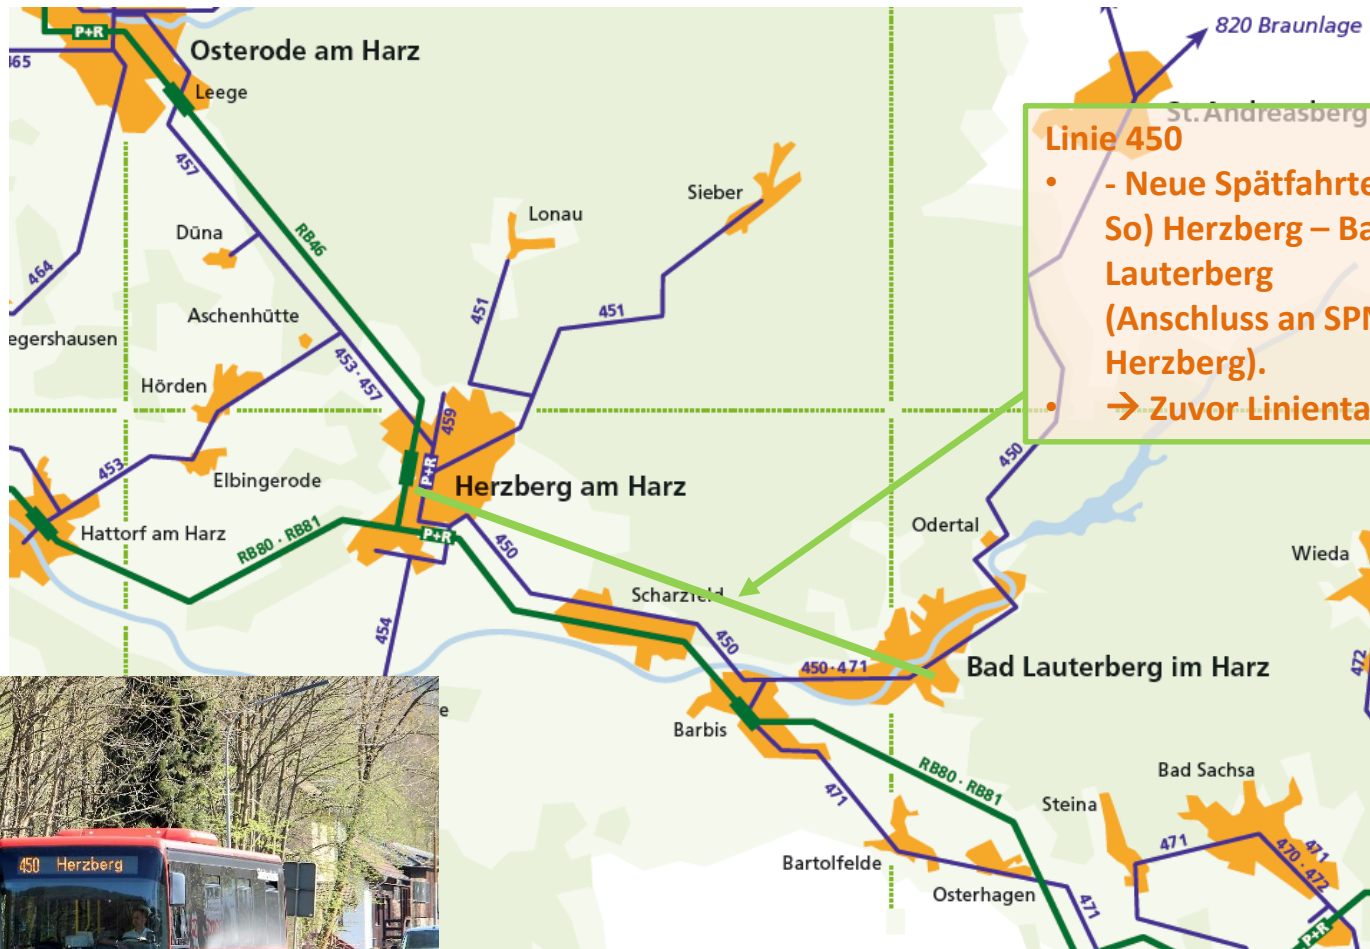 820 Braunlage
P+R
Osterode am Harz
465
Leege
St. Andreasberg
Linie 450
• - Neue Spätfahrte
So) Herzberg – Ba
Lauterberg
(Anschluss an SPN
Herzberg).
• → Zuvor Linienta
457
Sieber
Lonau
Düna
RB46
464
451
451
Aschenhütte
egershausen
453 · 457
Hörden
459
450
453
P+R
Elbingerode
Herzberg am Harz
Hattorf am Harz
Odertal
P+R
RB80 · RB81
450
Wieda
Scharzfeld
454
450
450 · 471
Bad Lauterberg im Harz
472
e
Barbis
RB80 · RB81
Bad Sachsa
471
Steina
471
471
470 · 472
Bartolfelde
450 Herzberg
Osterhagen
471
P+R